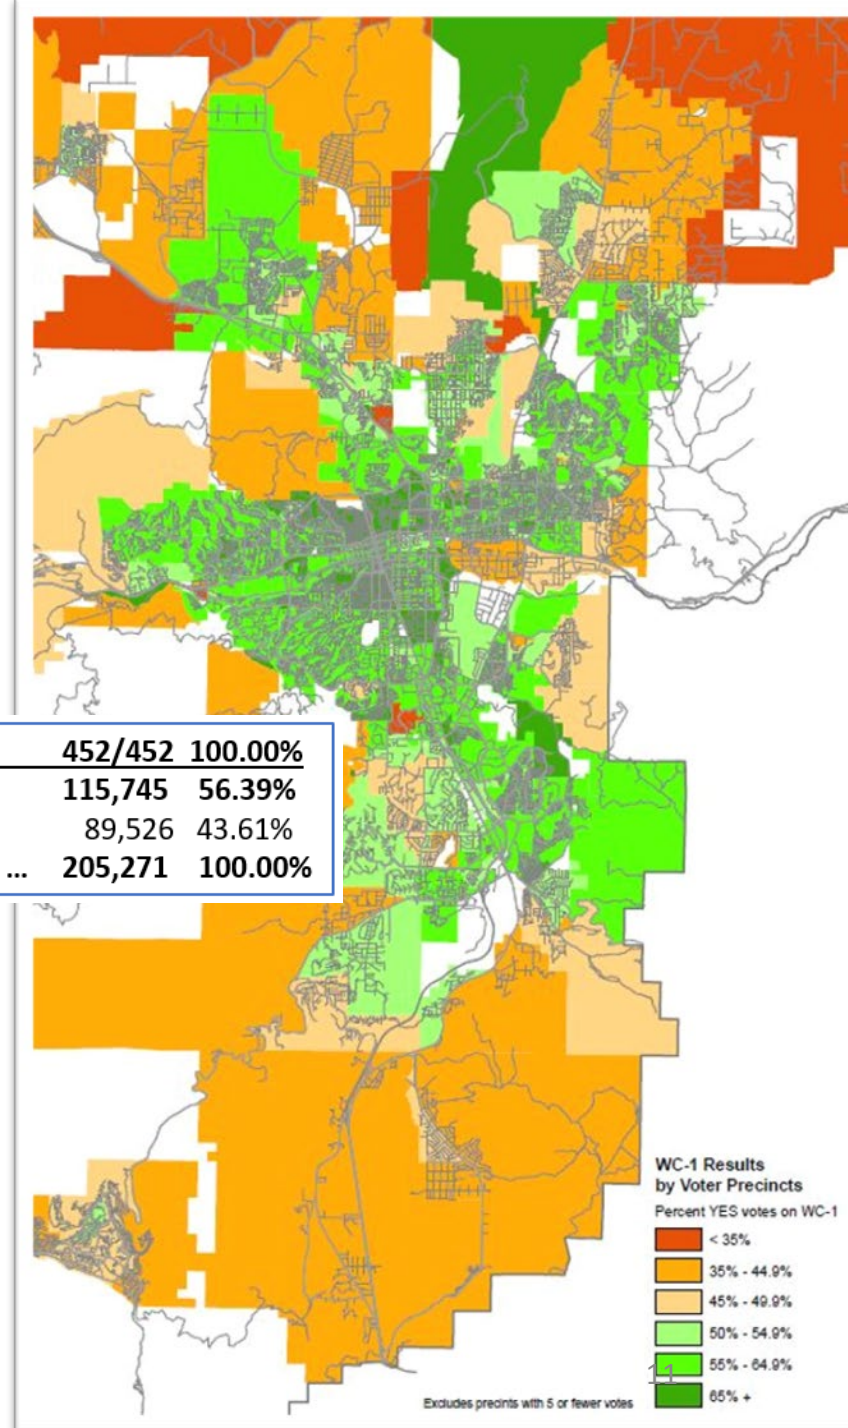 452/452 100.00%
115,745 56.39%
89,526 43.61%
... 205,271 100.00%
WC-1 Results
by Voter Precincts
Percent YES votes on WC-1
< 35%
35% - 44.9%
45% - 49.9%
50% - 54.9%
55% - 64.9%
65% +
11
Excludes precints with 5 or fewer votes